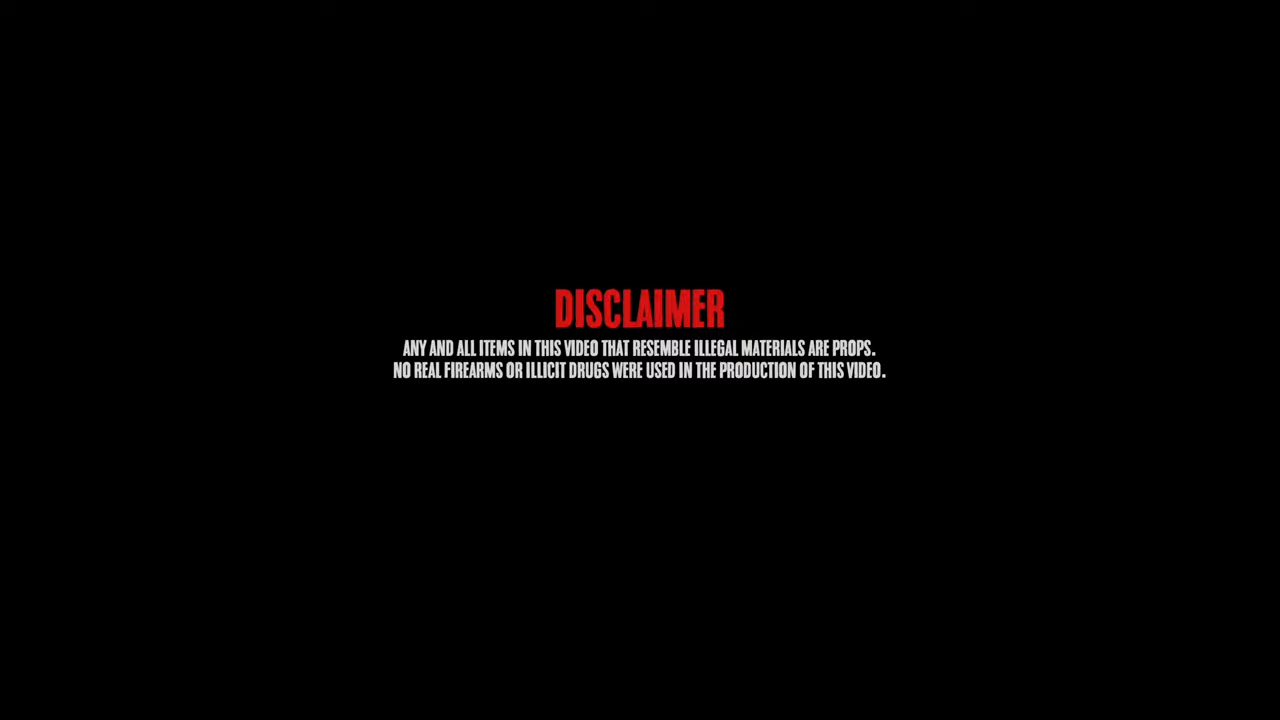 DISCLAIMER
ANY AND ALL ITEMS IN THIS VIDEO THAT RESEMBLE ILLEGAL MATERIALS ARE PROPS.
NO REAL FIREARMS OR ILLICIT DRUGS WERE USED IN THE PRODUCTION OF THIS VIDEO.